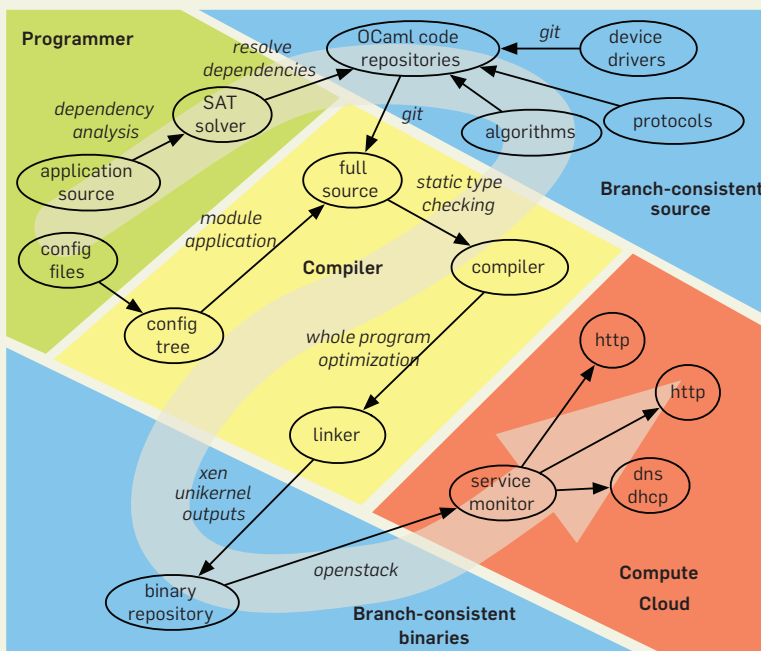 Programmer
resolve
dependencies
OCaml code
repositories
git
device
drivers
dependency
analysis
SAT
solver
git
algorithms
protocols
application
source
full
source
static type
checking
Branch-consistent
source
module
application
config
files
Compiler
compiler
config
tree
whole program
optimization
http
http
linker
xen
unikernel
outputs
service
monitor
dns
dhcp
openstack
binary
repository
Compute
Cloud
Branch-consistent
binaries